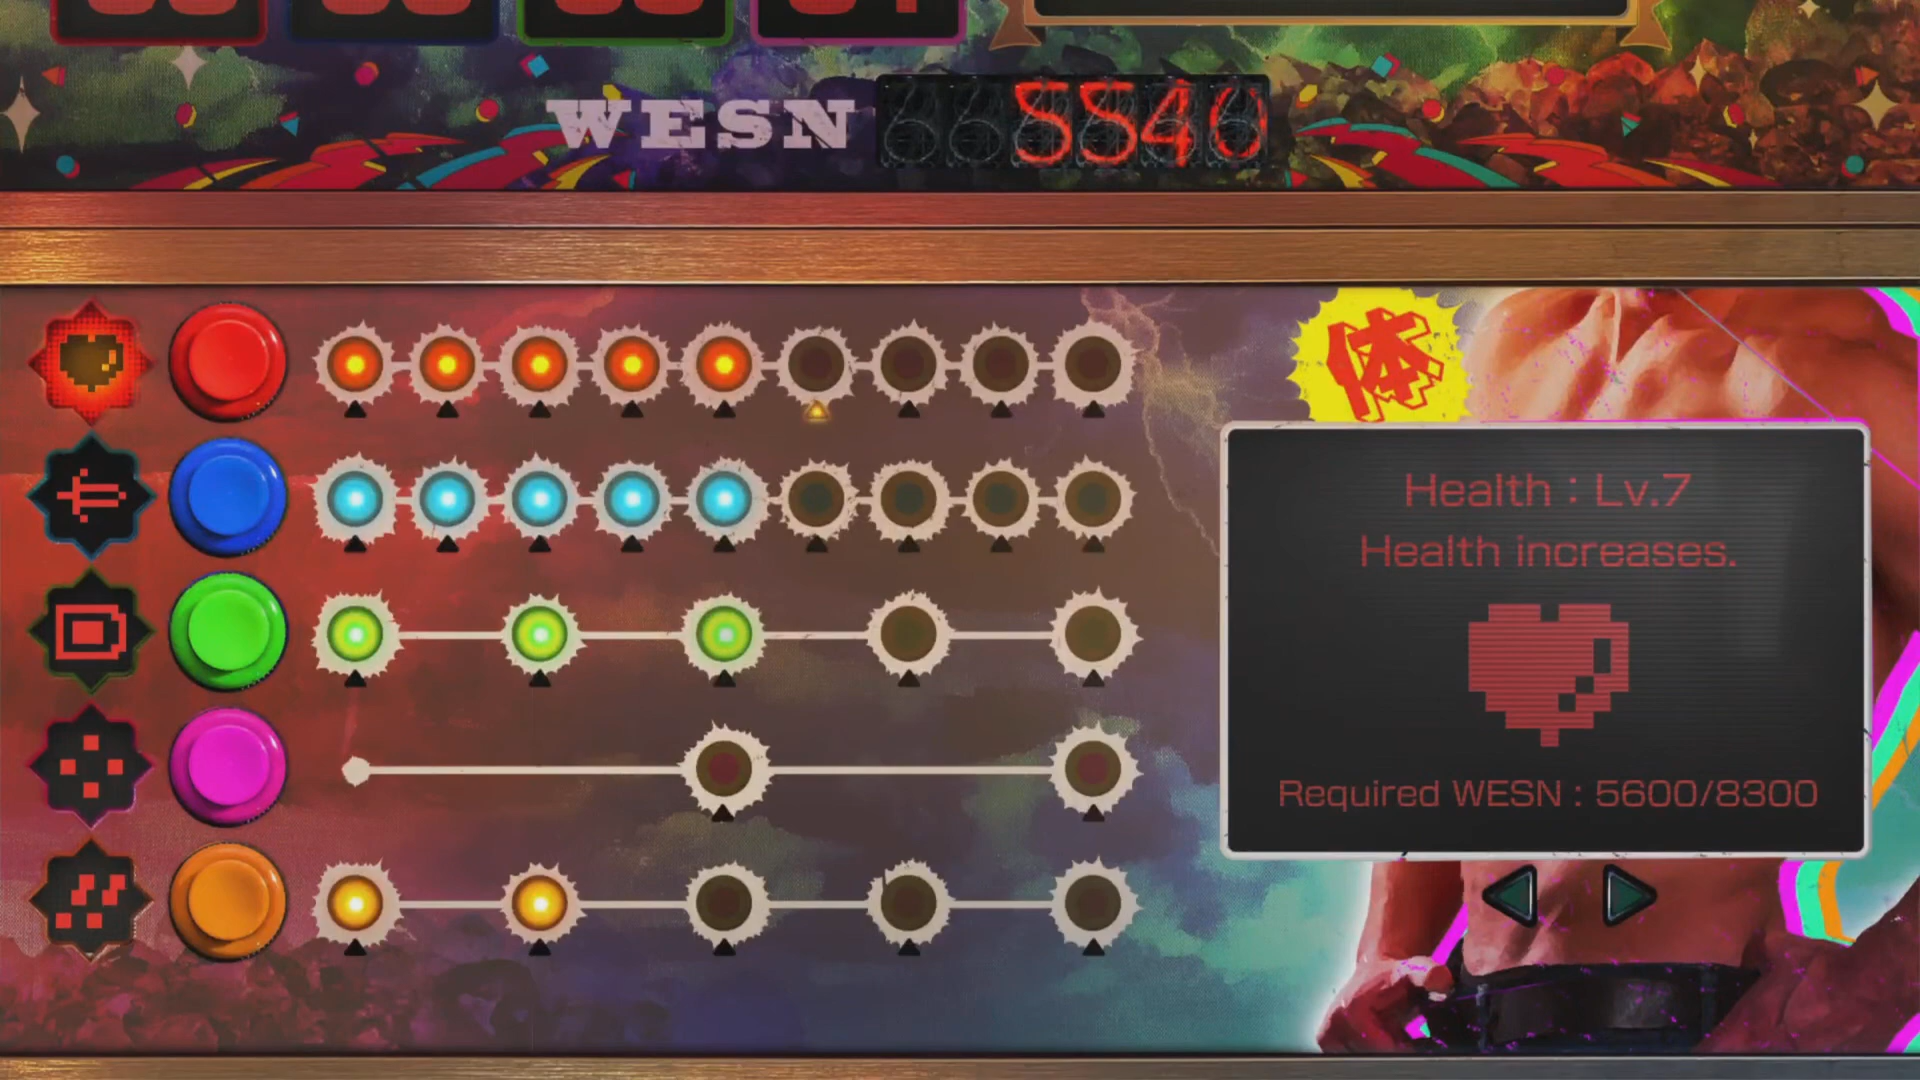 WESN 5540
体
Health : Lv.7
Health increases.
Required WESN : 5600/8300